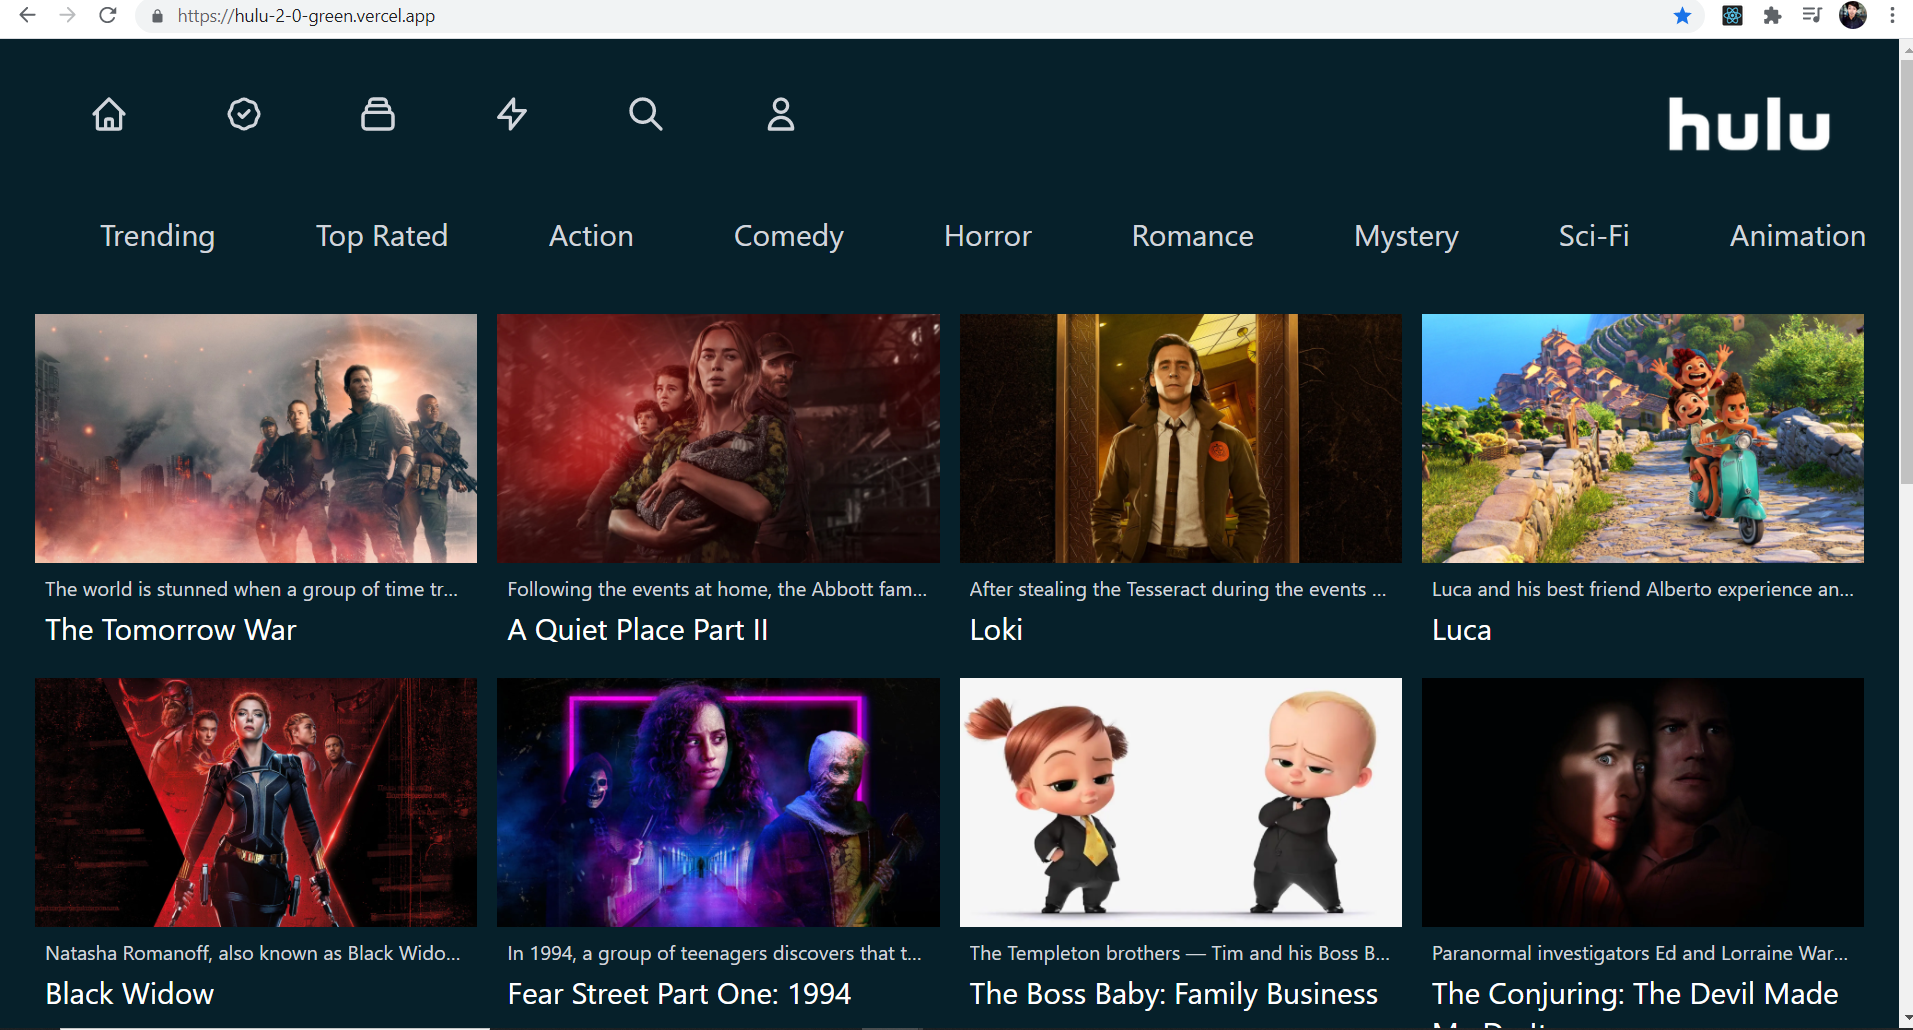 https://hulu-2-0-green.vercel.app
hulu
Trending Top Rated Action Comedy Horror Romance Mystery Sci-Fi Animation
The world is stunned when a group of time tr...
The Tomorrow War
Following the events at home, the Abbott fam...
A Quiet Place Part II
After stealing the Tesseract during the events ...
Loki
Luca and his best friend Alberto experience an...
Luca
Natasha Romanoff, also known as Black Wido...
Black Widow
In 1994, a group of teenagers discovers that t...
Fear Street Part One: 1994
The Templeton brothers — Tim and his Boss B...
The Boss Baby: Family Business
Paranormal investigators Ed and Lorraine War...
The Conjuring: The Devil Made